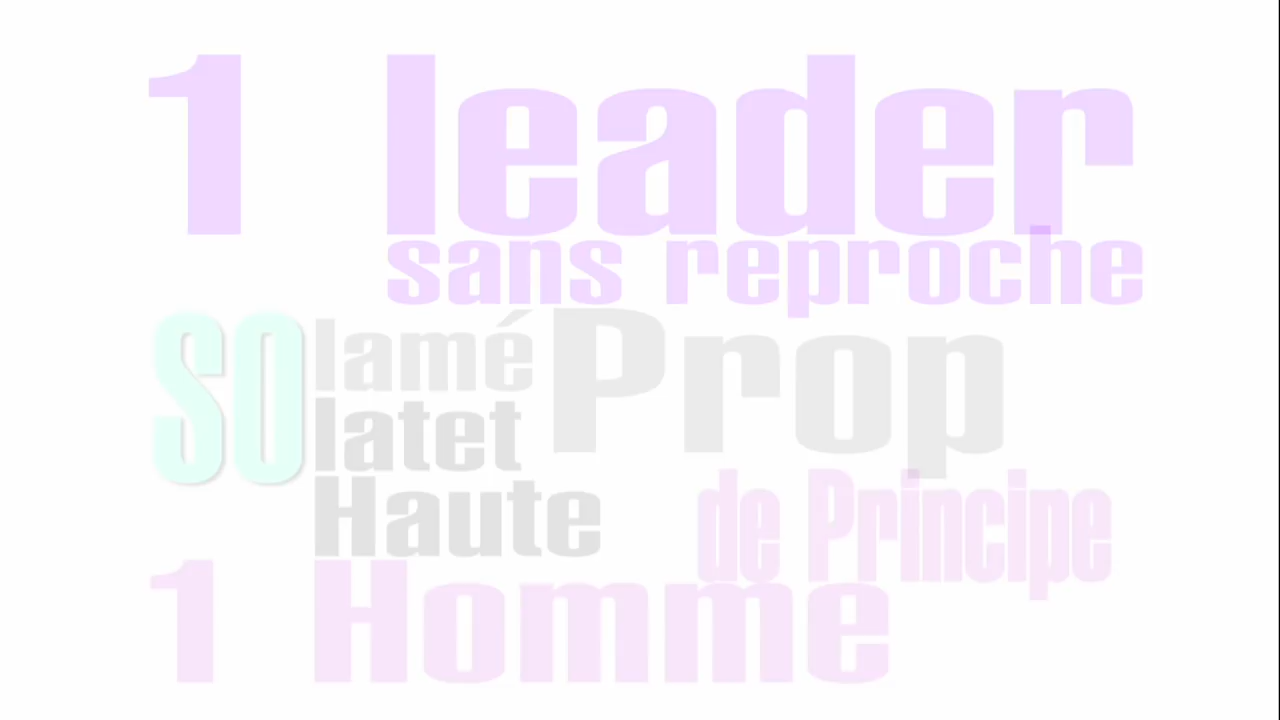 1 leader
sans reproche
SO lamé Prop
latet
Haute
de Principe
1 Homme